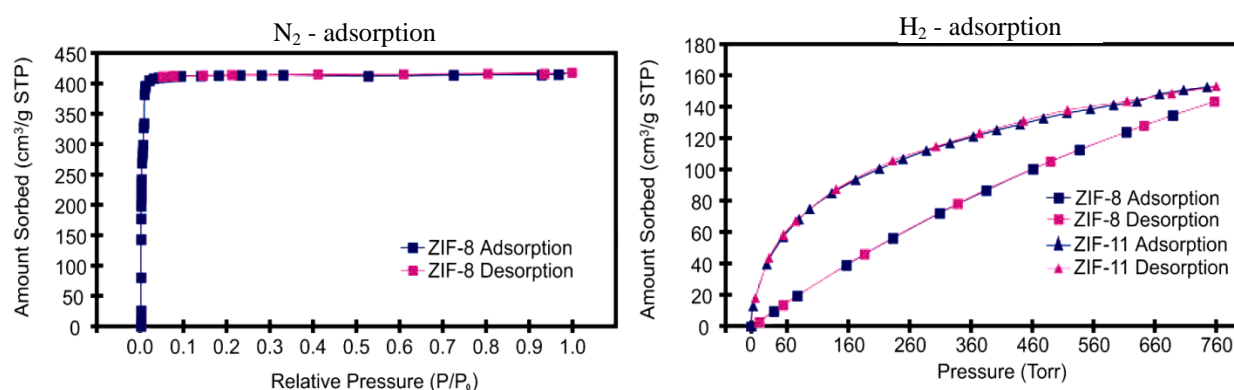 N₂ - adsorption
Amount Sorbed (cm³/g STP)
450
400
350
300
250
200
150
100
50
0
ZIF-8 Adsorption
ZIF-8 Desorption
0.0 0.1 0.2 0.3 0.4 0.5 0.6 0.7 0.8 0.9 1.0
Relative Pressure (P/P₀)
H₂ - adsorption
Amount Sorbed (cm³/g STP)
180
160
140
120
100
80
60
40
20
0
ZIF-8 Adsorption
ZIF-8 Desorption
ZIF-11 Adsorption
ZIF-11 Desorption
0 60 160 260 360 460 560 660 760
Pressure (Torr)